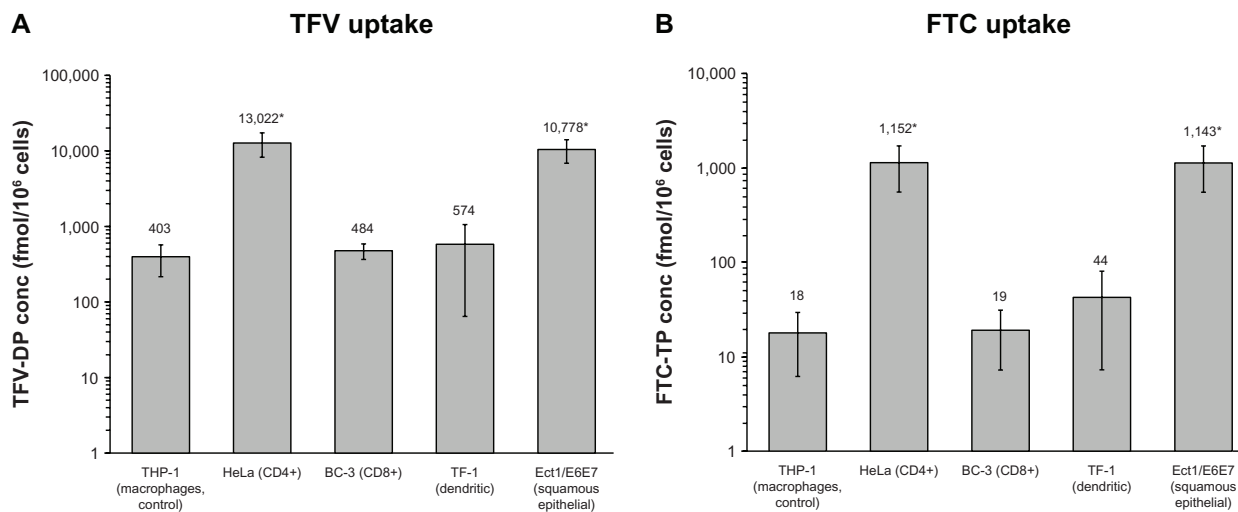 A
TFV uptake
TFV-DP conc (fmol/10⁶ cells)
100,000
10,000
1,000
100
10
1
403
13,022*
484
574
10,778*
THP-1
(macrophages,
control)
HeLa (CD4+)
BC-3 (CD8+)
TF-1
(dendritic)
Ect1/E6E7
(squamous
epithelial)
B
FTC uptake
FTC-TP conc (fmol/10⁶ cells)
10,000
1,000
100
10
1
18
1,152*
19
44
1,143*
THP-1
(macrophages,
control)
HeLa (CD4+)
BC-3 (CD8+)
TF-1
(dendritic)
Ect1/E6E7
(squamous
epithelial)